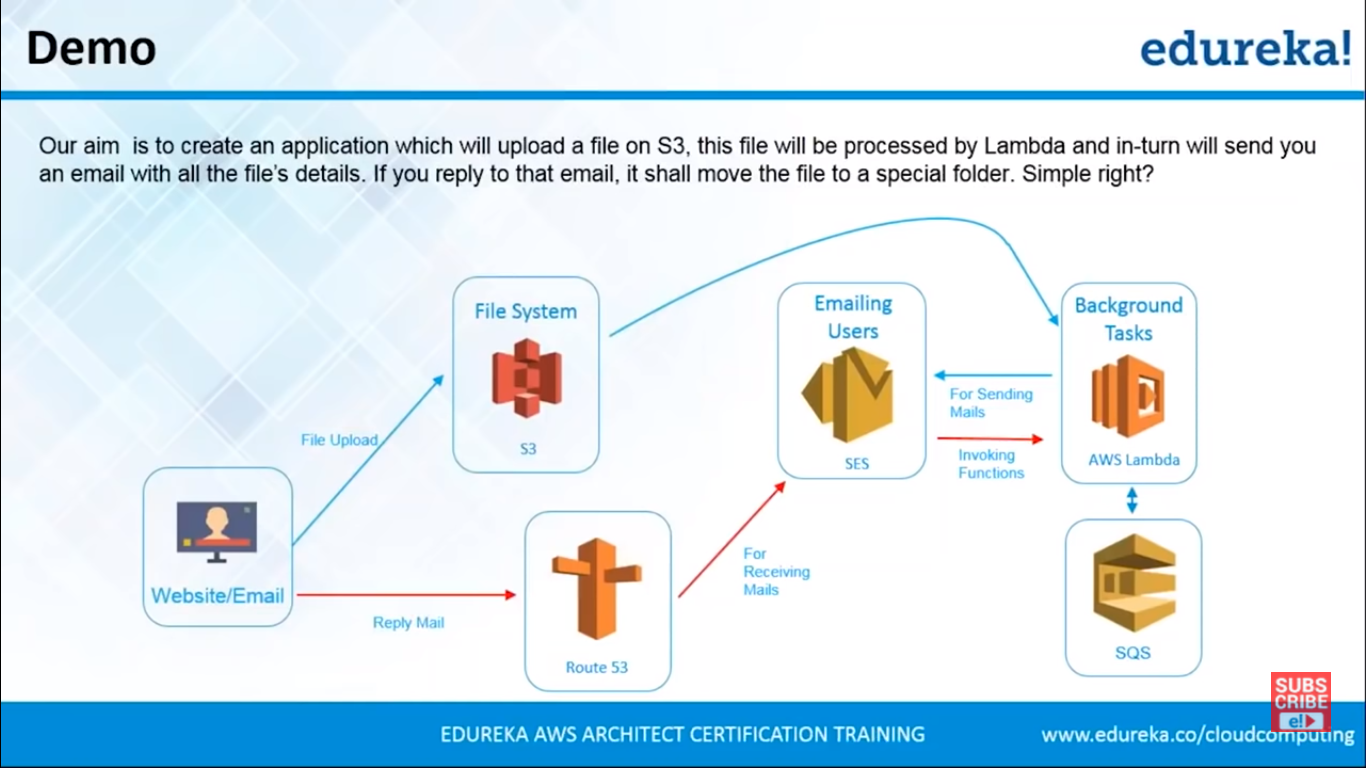 Demo
edureka!
Our aim is to create an application which will upload a file on S3, this file will be processed by Lambda and in-turn will send you
an email with all the file's details. If you reply to that email, it shall move the file to a special folder. Simple right?
File System
S3
Emailing
Users
SES
Background
Tasks
AWS Lambda
For Sending
Mails
Invoking
Functions
File Upload
Website/Email
Reply Mail
Route 53
For
Receiving
Mails
SQS
SUBS
CRIBE
e!
EDUREKA AWS ARCHITECT CERTIFICATION TRAINING
www.edureka.co/cloudcomputing